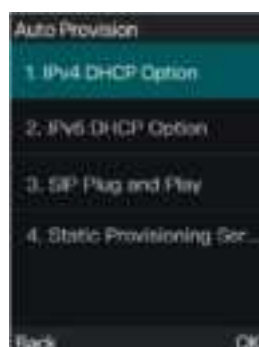 Auto Provision
1. IPv4 DHCP Option
2. IPv6 DHCP Option
3. SIP Plug and Play
4. Static Provisioning Ser...
Back OK